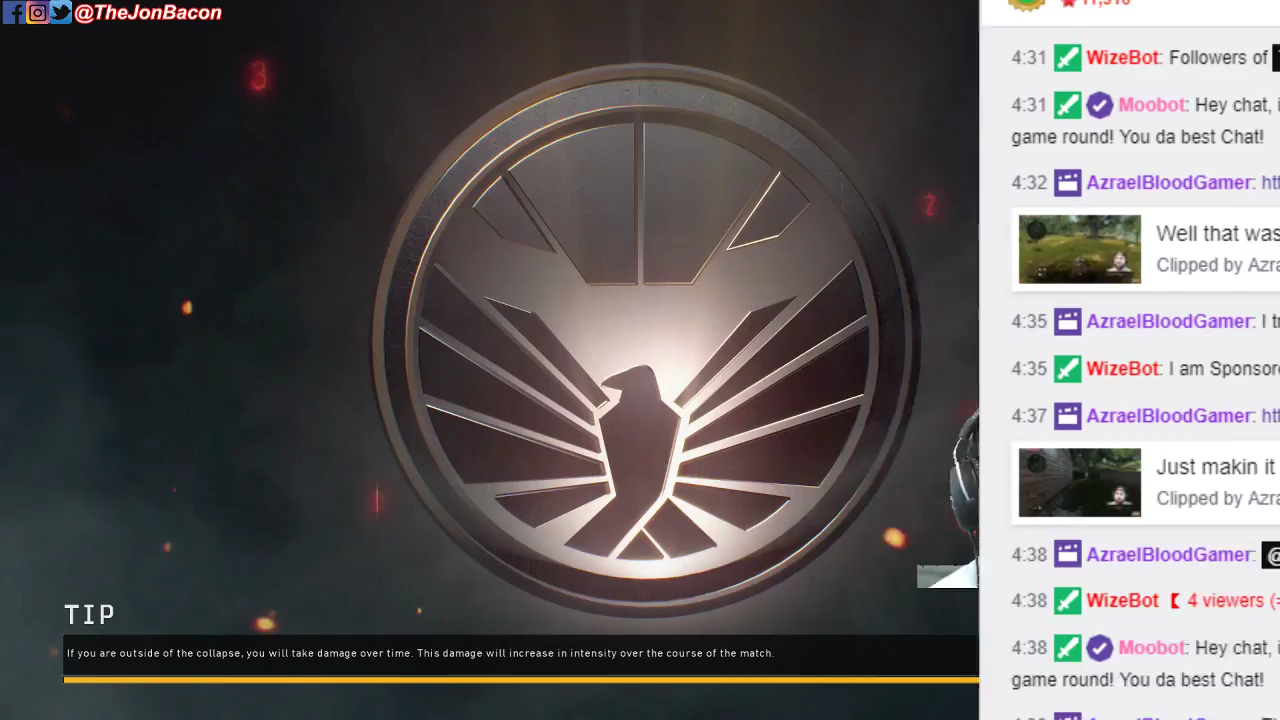 @TheJonBacon
4:31 WizeBot: Followers of
4:31 Moobot: Hey chat, i
game round! You da best Chat!
4:32 AzraelBloodGamer:
Well that was
Clipped by Azra
4:35 AzraelBloodGamer: I
4:35 WizeBot: I am Sponsor
4:37 AzraelBloodGamer:
Just makin it
Clipped by Azra
4:38 AzraelBloodGamer: @
4:38 WizeBot 4 viewers (
4:38 Moobot: Hey chat, i
game round! You da best Chat!
3
7
TIP
If you are outside of the collapse, you will take damage over time. This damage will increase in intensity over the course of the match.